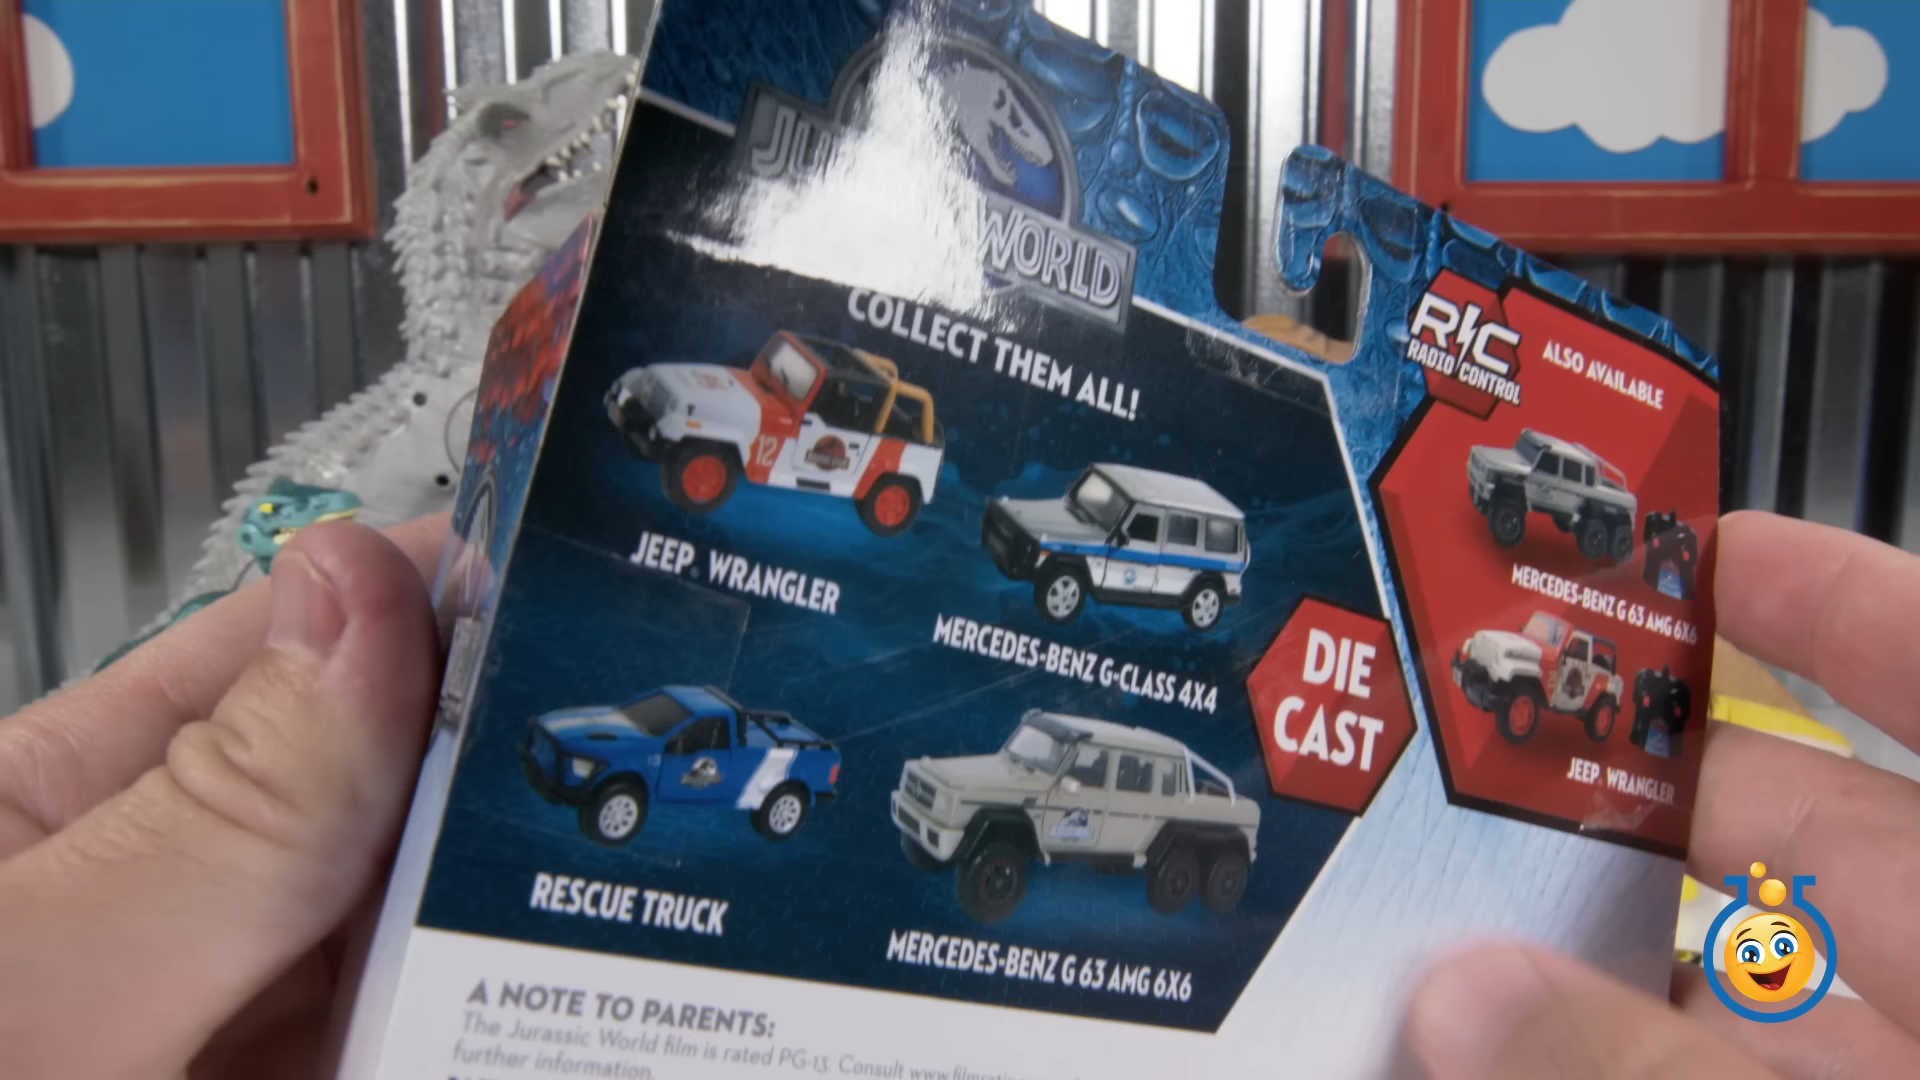 WORLD
COLLECT THEM ALL!
12
JEEP WRANGLER
MERCEDES-BENZ G-CLASS 4X4
RESCUE TRUCK
MERCEDES-BENZ G 63 AMG 6X6
DIE
CAST
R/C
RADIO CONTROL
ALSO AVAILABLE
MERCEDES-BENZ G 63 AMG 6X6
JEEP WRANGLER
A NOTE TO PARENTS:
The Jurassic World film is rated PG-13. Consult
further information.